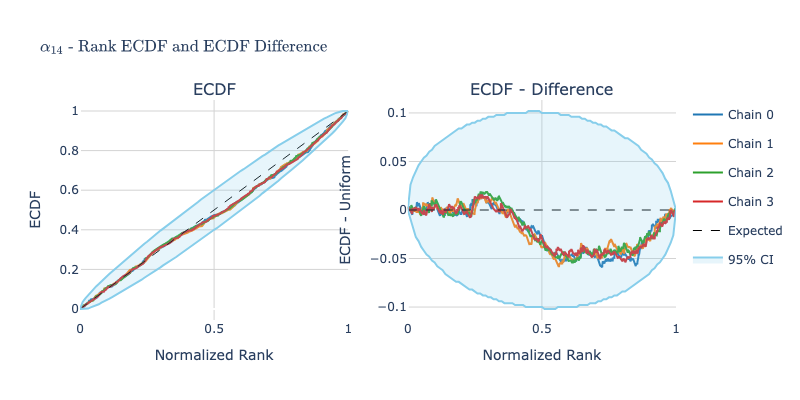 α₁₄ - Rank ECDF and ECDF Difference
ECDF
ECDF - Difference
ECDF
1
0.8
0.6
0.4
0.2
0
0
0.5
1
Normalized Rank
ECDF - Uniform
0.1
0.05
0
−0.05
−0.1
0
0.5
1
Normalized Rank
Chain 0
Chain 1
Chain 2
Chain 3
Expected
95% CI